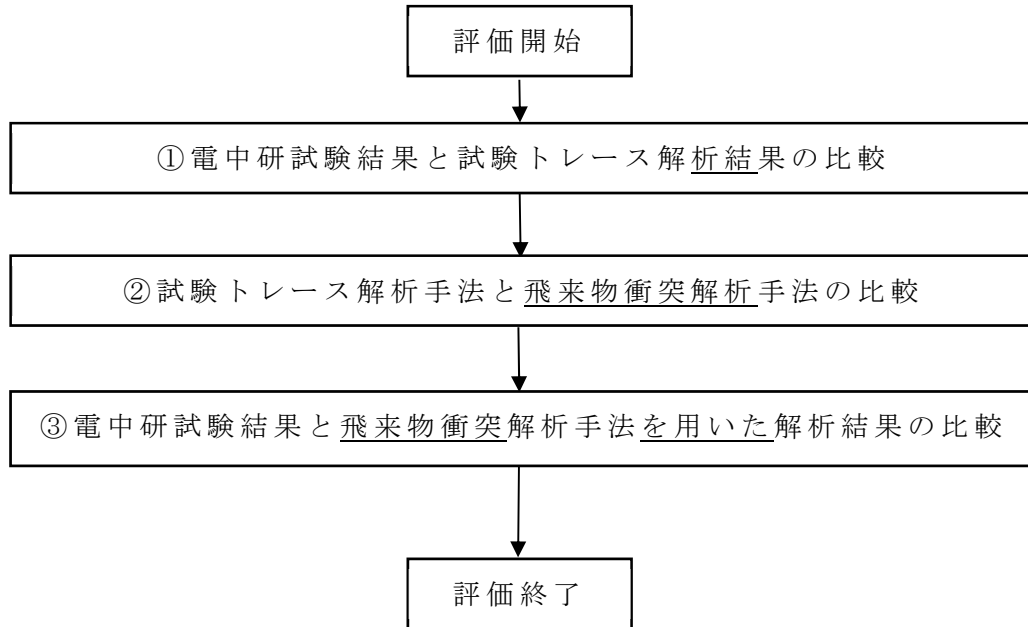 評価開始
①電中研試験結果と試験トレース解析結果の比較
②試験トレース解析手法と飛来物衝突解析手法の比較
③電中研試験結果と飛来物衝突解析手法を用いた解析結果の比較
評価終了